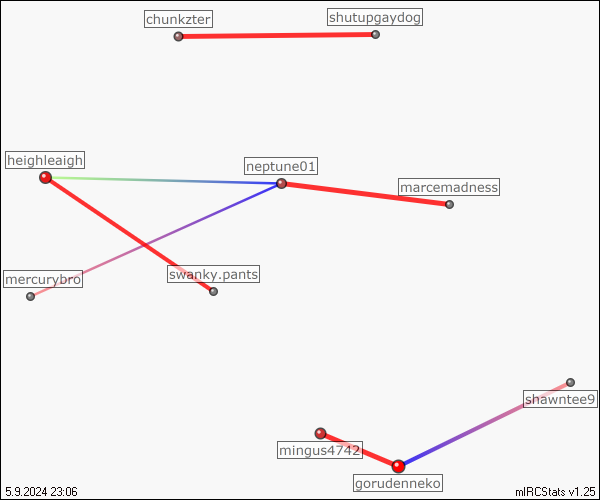 chunkzter
shutupgaydog
heighleaigh
neptune01
marcemadness
mercurybro
swanky.pants
shawntee9
mingus4742
gorudenneko
5.9.2024 23:06
mIRCStats v1.25